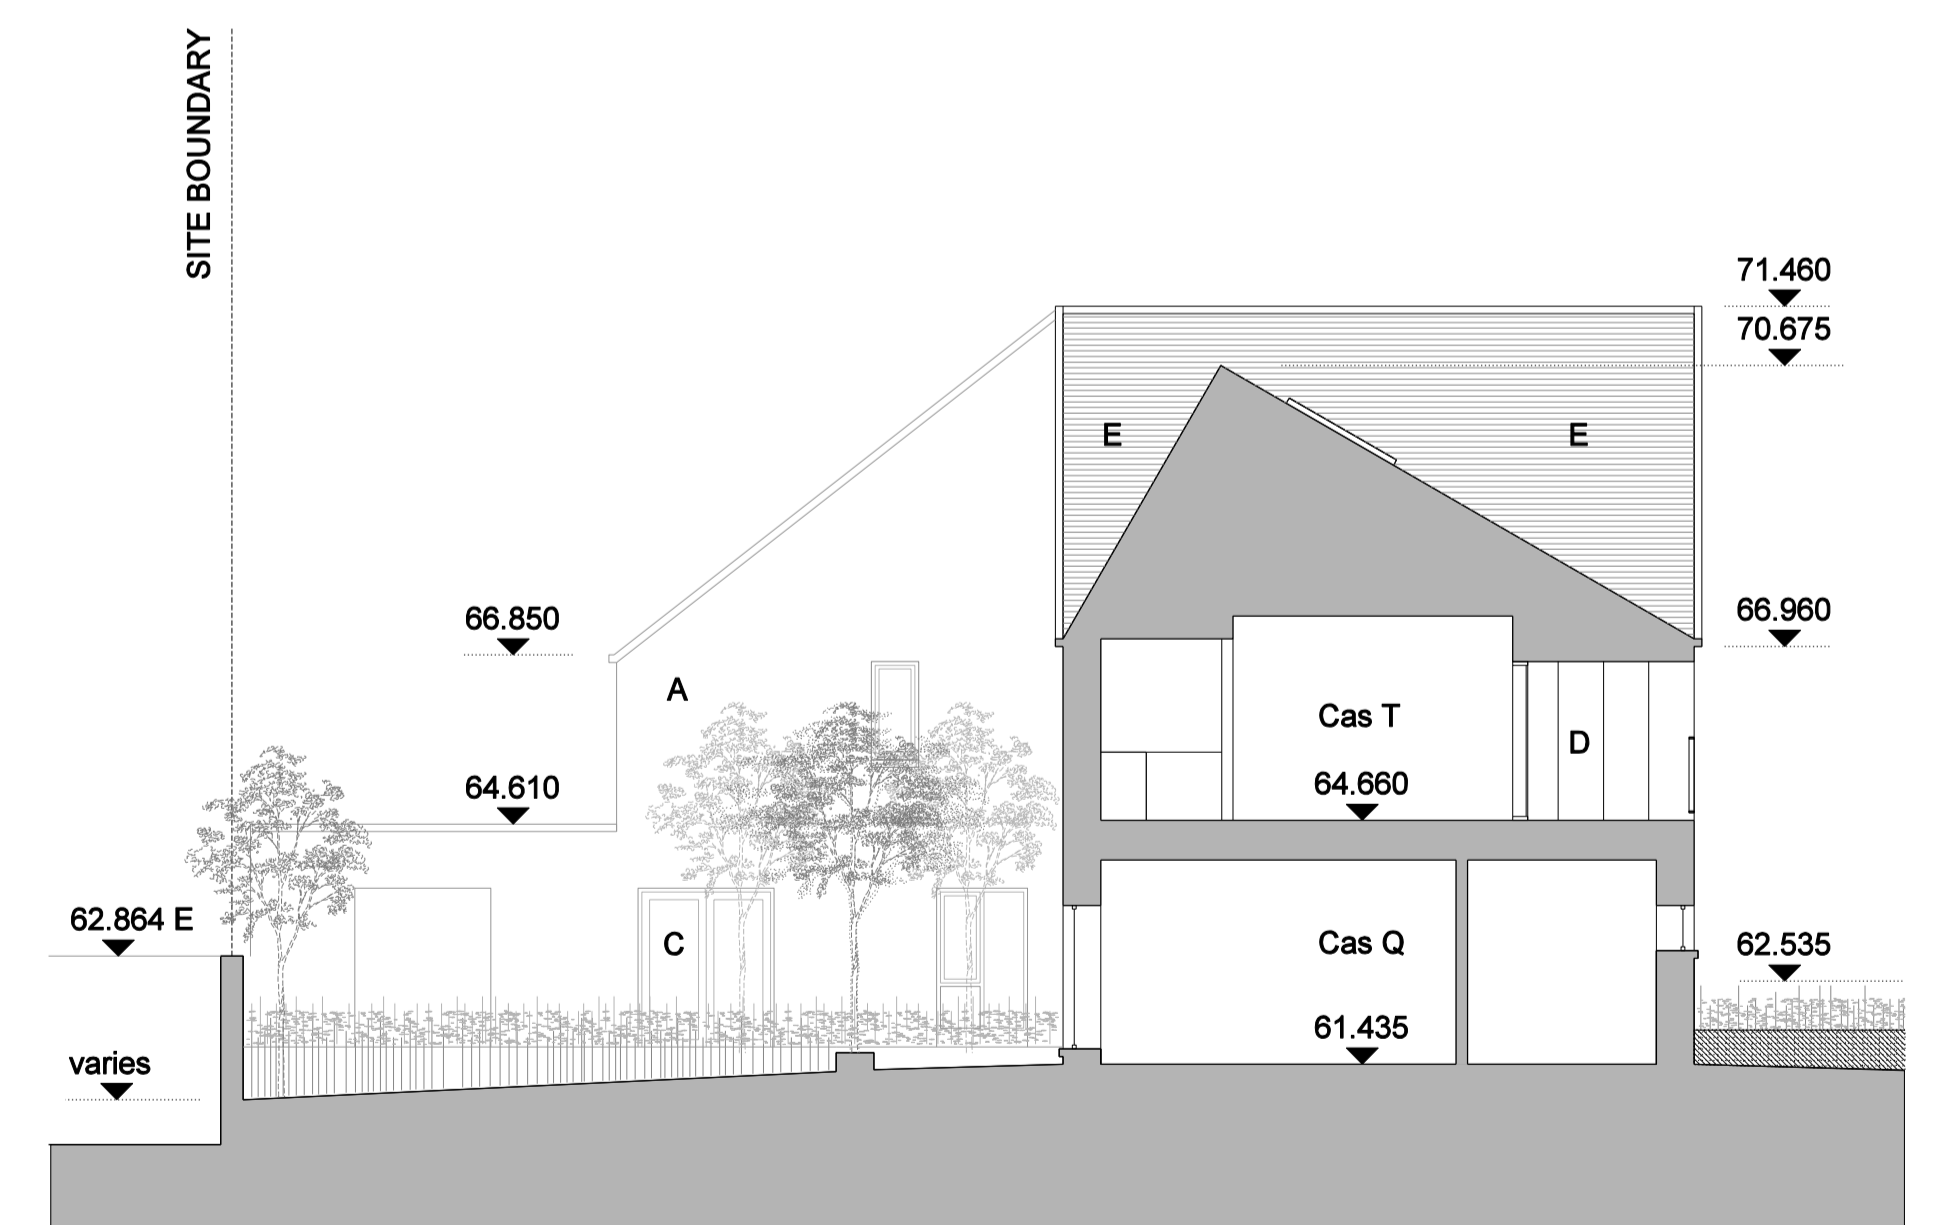 SITE BOUNDARY
71.460
70.675
E
E
66.850
66.960
A
Cas T
D
64.610
64.660
62.864 E
C
Cas Q
62.535
61.435
varies